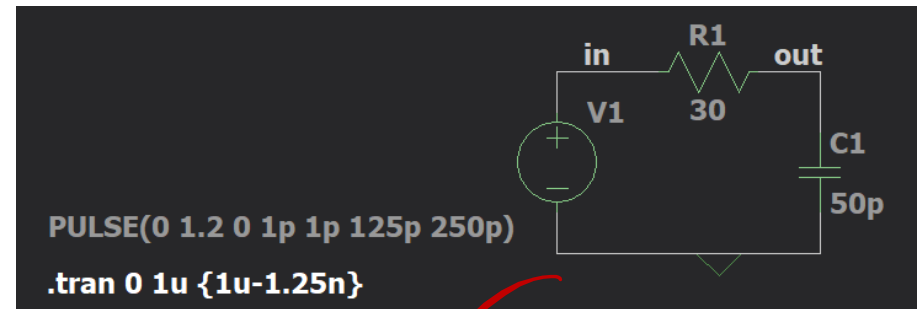 R1
in
out
V1
30
C1
50p
PULSE(0 1.2 0 1p 1p 125p 250p)
.tran 0 1u {1u-1.25n}